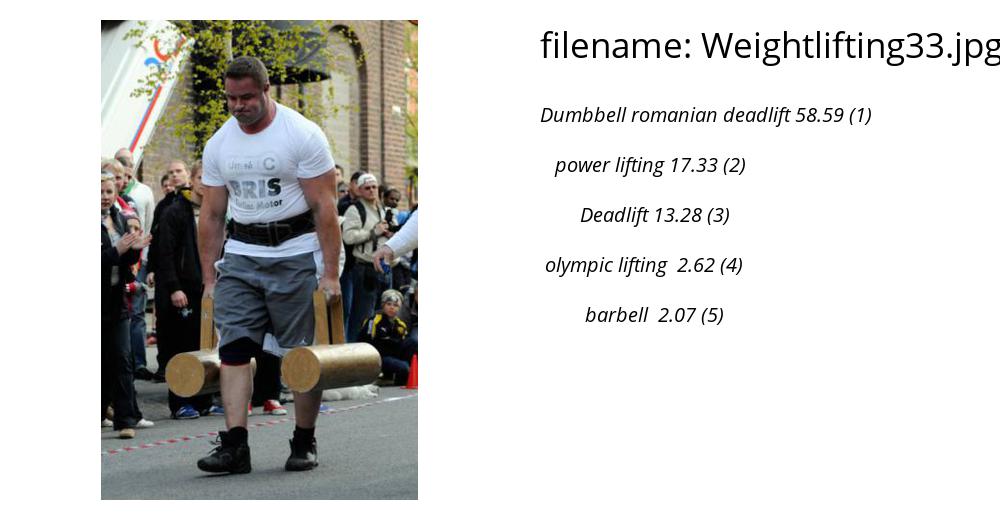 filename: Weightlifting33.jpg
Dumbbell romanian deadlift 58.59 (1)
power lifting 17.33 (2)
Deadlift 13.28 (3)
olympic lifting 2.62 (4)
barbell 2.07 (5)
C
BRIS
Motor